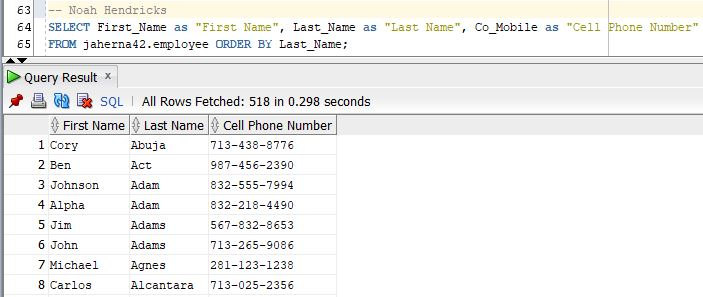 63 -- Noah Hendricks
64 SELECT First_Name as "First Name", Last_Name as "Last Name", Co_Mobile as "Cell Phone Number"
65 FROM jaherna42.employee ORDER BY Last_Name;
Query Result x
SQL | All Rows Fetched: 518 in 0.298 seconds
First Name Last Name Cell Phone Number
1 Cory Abuja 713-438-8776
2 Ben Act 987-456-2390
3 Johnson Adam 832-555-7994
4 Alpha Adam 832-218-4490
5 Jim Adams 567-832-8653
6 John Adams 713-265-9086
7 Michael Agnes 281-123-1238
8 Carlos Alcantara 713-025-2356